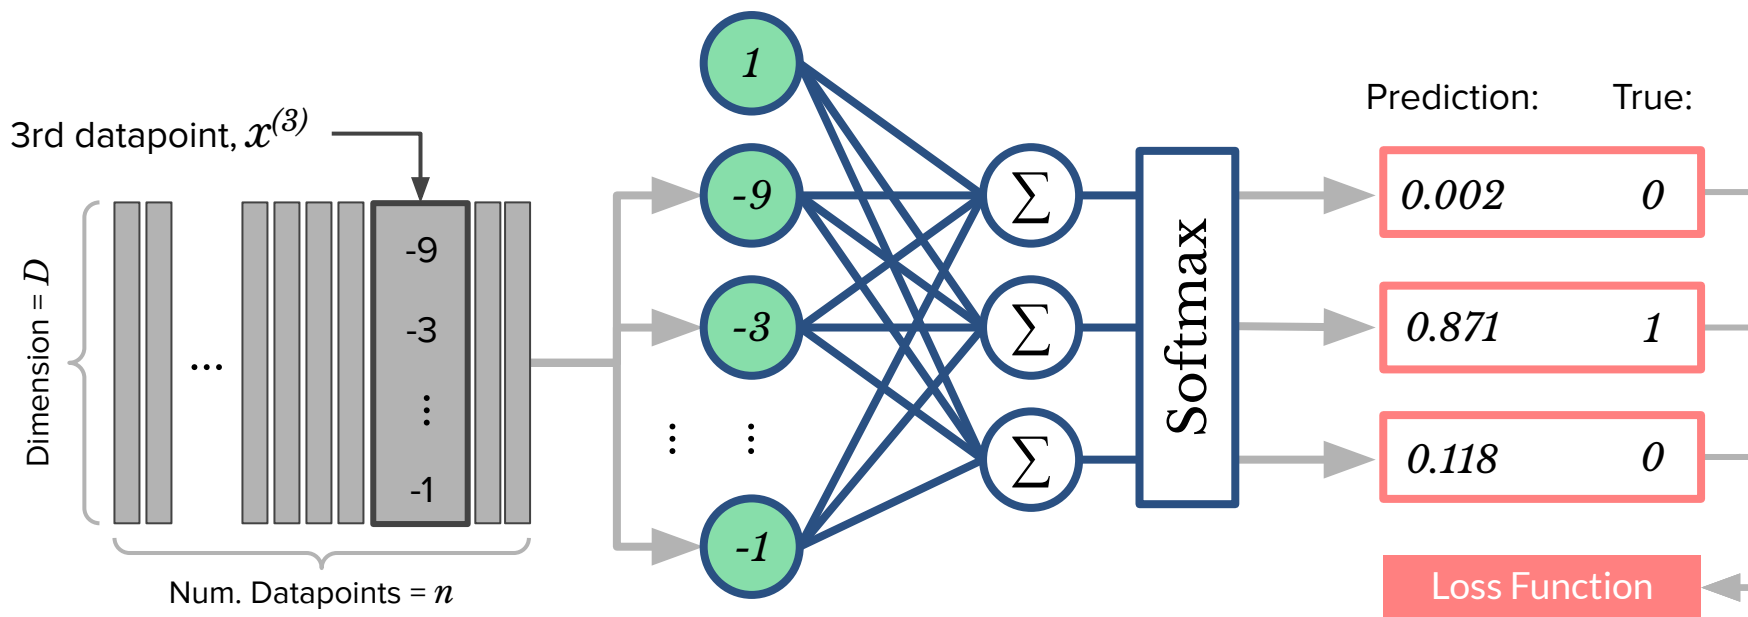 3rd datapoint, x^(3)
Dimension = D
-9
-3
⋮
-1
...
Num. Datapoints = n
⋮
1
-9
-3
⋮
-1
∑
∑
∑
Softmax
Prediction: True:
0.002 0
0.871 1
0.118 0
Loss Function